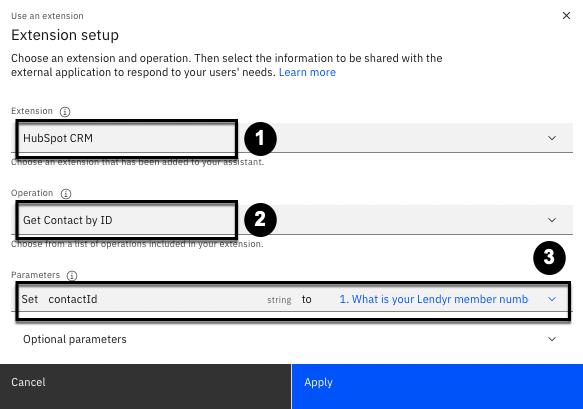 Use an extension
Extension setup
Choose an extension and operation. Then select the information to be shared with the
external application to respond to your users' needs. Learn more
Extension
HubSpot CRM
1
Choose an extension that has been added to your assistant.
Operation
Get Contact by ID
2
Choose from a list of operations included in your extension.
3
Parameters
Set contactId string to 1. What is your Lendyr member numb
Optional parameters
Cancel Apply